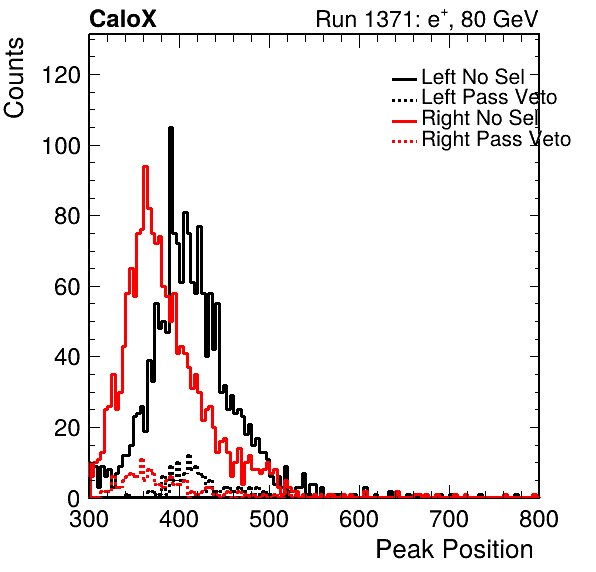 CaloX Run 1371: e⁺, 80 GeV
Counts
Left No Sel
Left Pass Veto
Right No Sel
Right Pass Veto
120
100
80
60
40
20
0
300 400 500 600 700 800
Peak Position